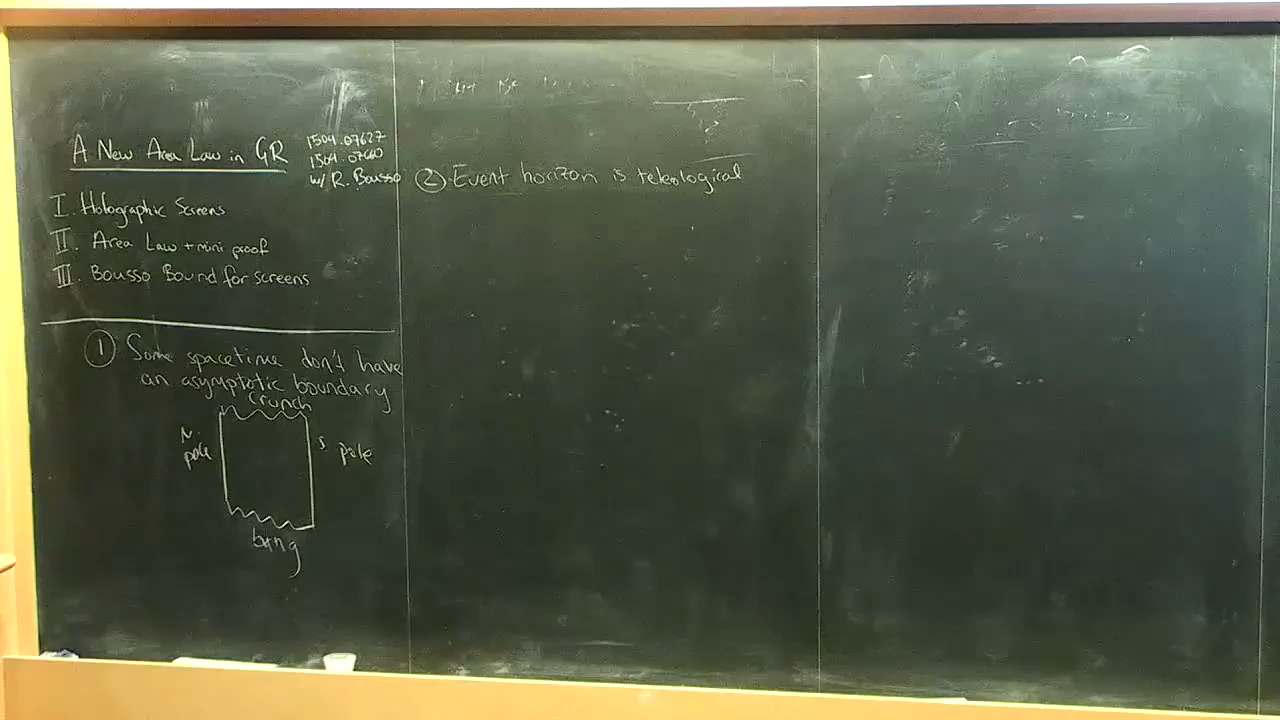 A New Area Law in GR
1504.07627
1504.07660
w/ R. Bousso
I. Holographic Screens
II. Area Law + mini proof
III. Bousso Bound for screens
① Some spacetime don't have
an asymptotic boundary
crunch
N.
pole
S pole
bang
② Event horizon is teleological